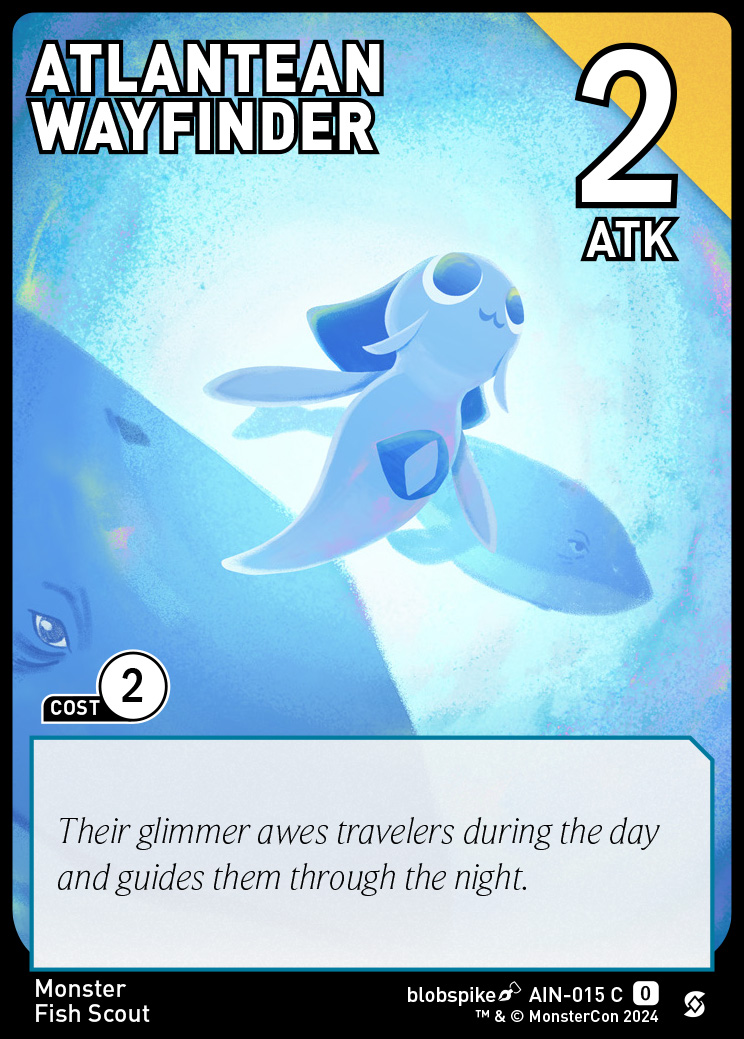 ATLANTEAN
WAYFINDER
2
ATK
COST 2
Their glimmer awes travelers during the day
and guides them through the night.
Monster
Fish Scout
blobspike AIN-015 C 0
™ & © MonsterCon 2024